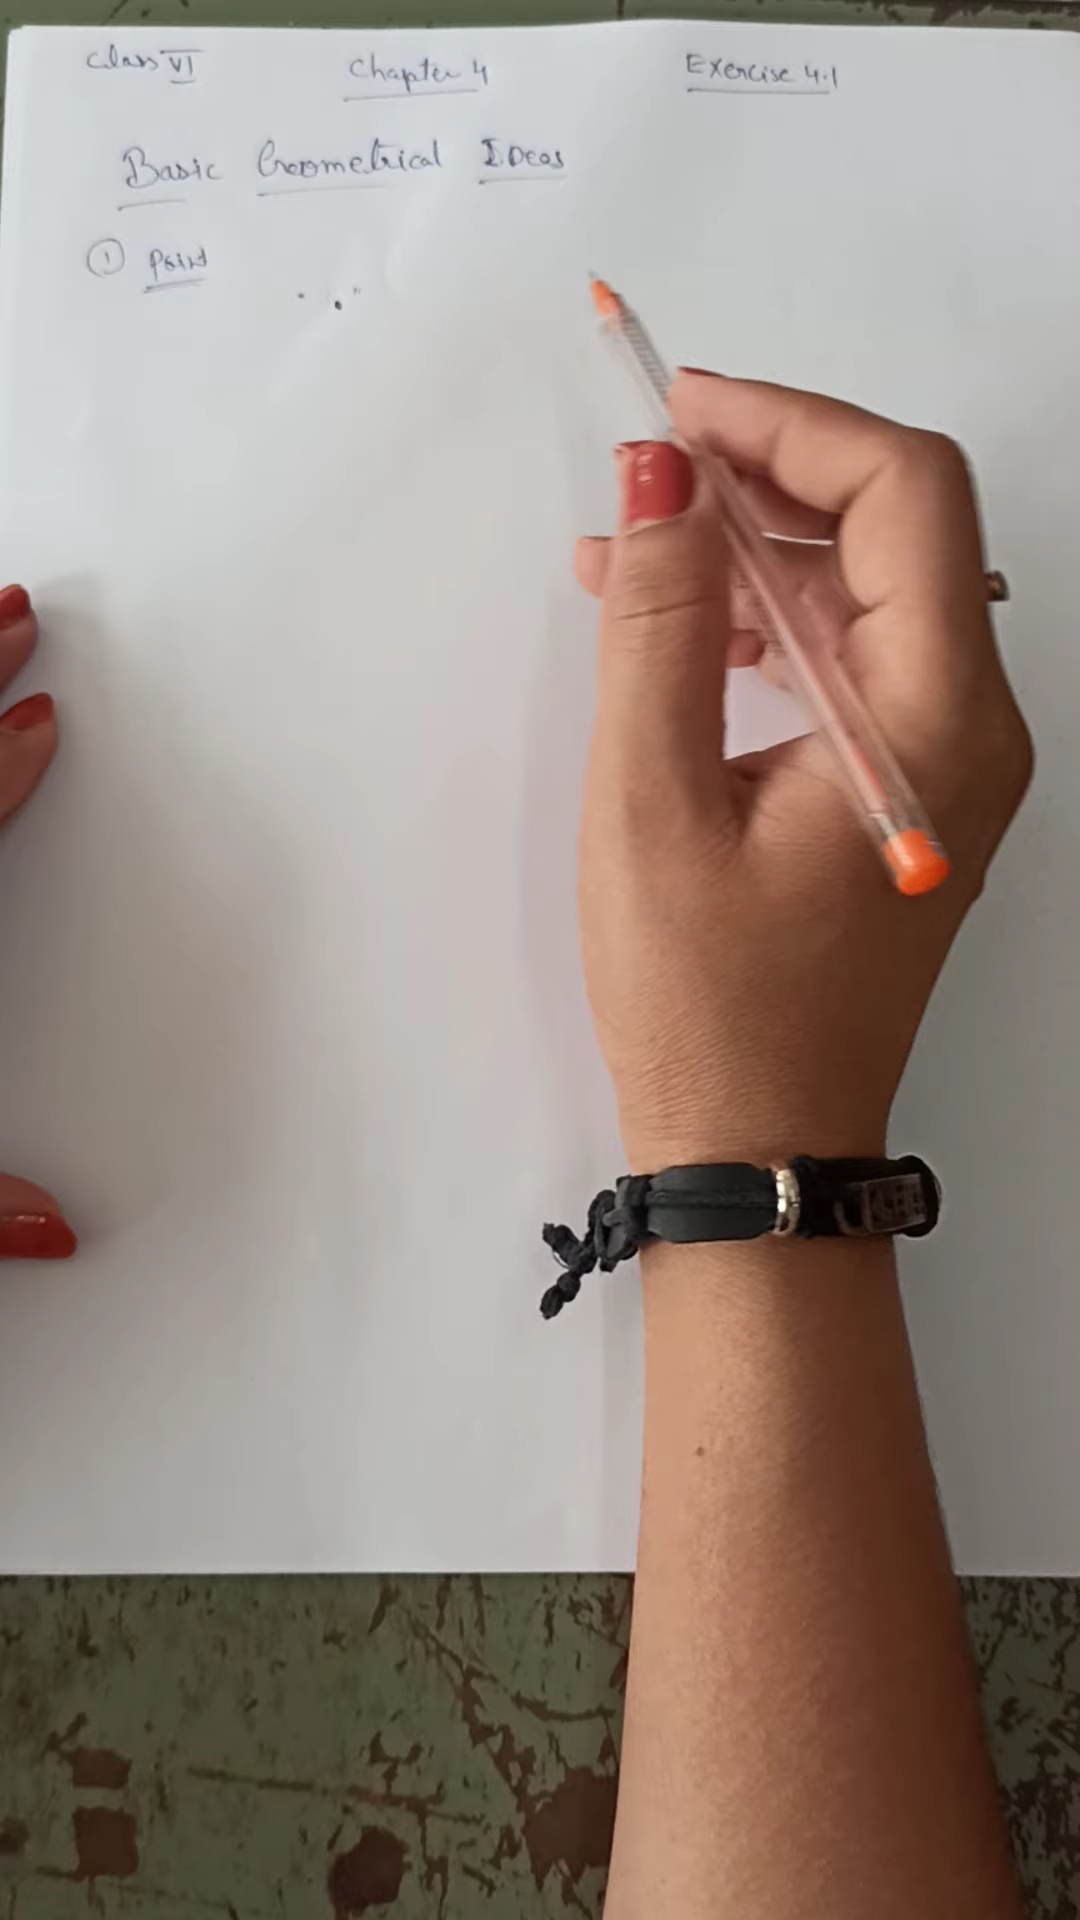 Class VI Chapter 4 Exercise 4.1
Basic Geometrical Ideas
① Point